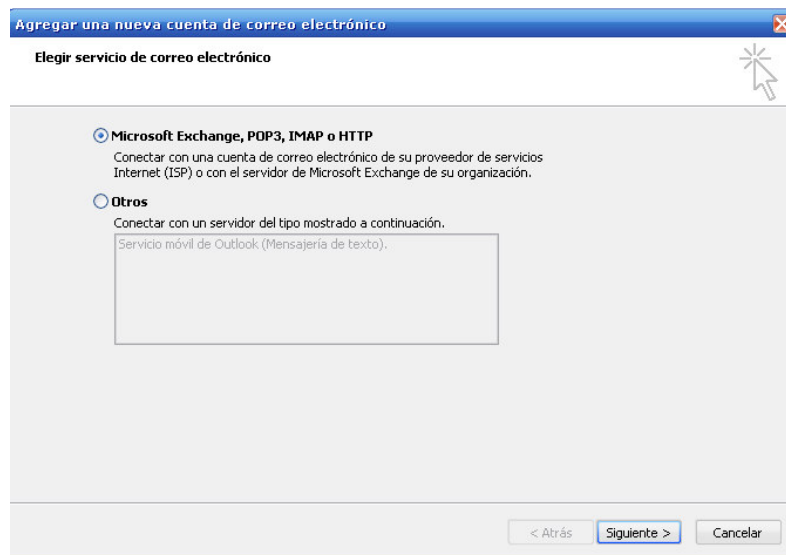 Agregar una nueva cuenta de correo electrónico
Elegir servicio de correo electrónico
Microsoft Exchange, POP3, IMAP o HTTP
Conectar con una cuenta de correo electrónico de su proveedor de servicios
Internet (ISP) o con el servidor de Microsoft Exchange de su organización.
Otros
Conectar con un servidor del tipo mostrado a continuación.
Servicio móvil de Outlook (Mensajería de texto).
< Atrás Siguiente > Cancelar